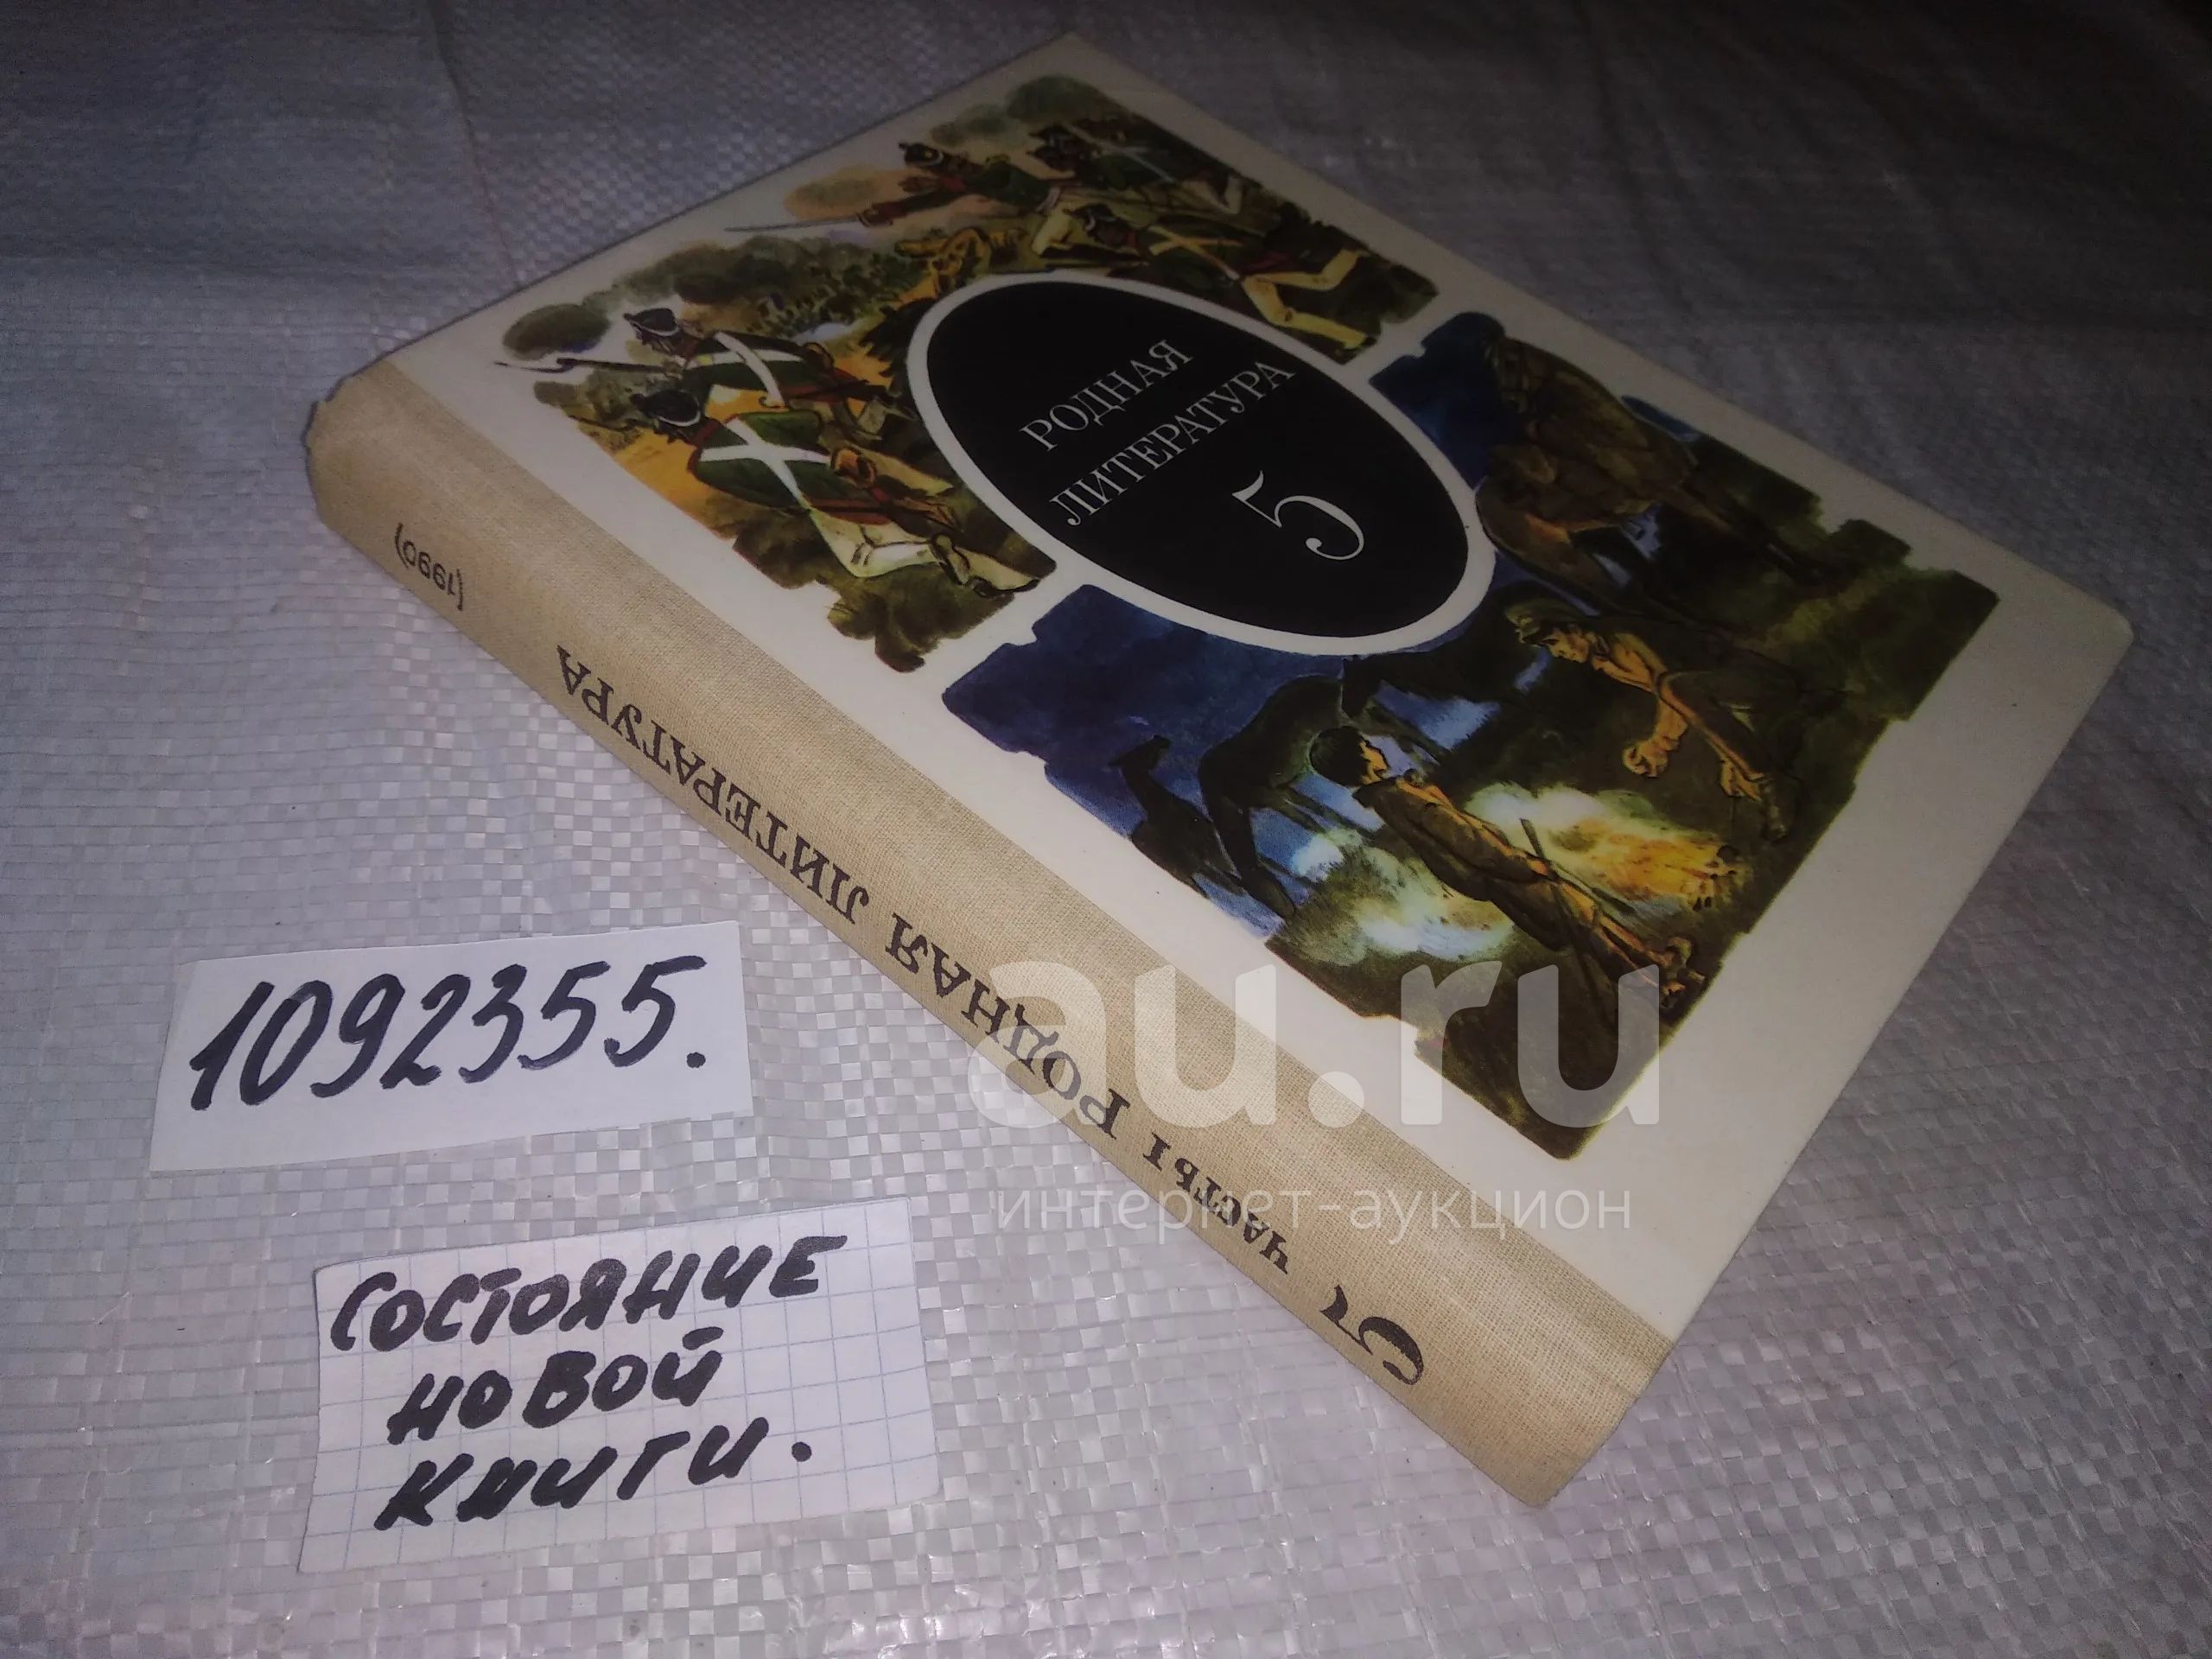 РОДНАЯ
ЛИТЕРАТУРА
5
5 ЧАСТЬ I РОДНАЯ ЛИТЕРАТУРА (1990)
au.ru
интернет-аукцион
1092355.
СОСТОЯНИЕ
НОВОЙ
КНИГИ.